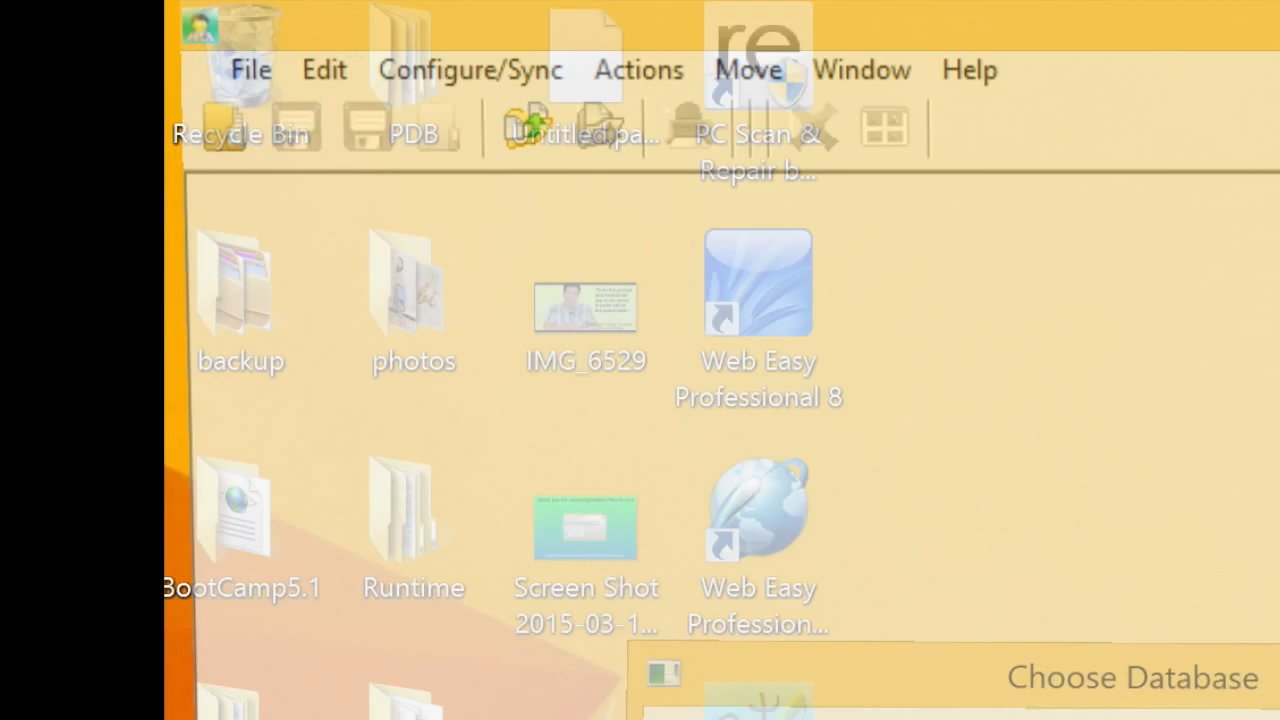 re
File Edit Configure/Sync Actions Move Window Help
Recycle Bin PDB Untitled pa... PC Scan &
Repair b...
backup photos IMG_6529 Web Easy
Professional 8
BootCamp5.1 Runtime Screen Shot Web Easy
2015-03-1... Profession...
Choose Database